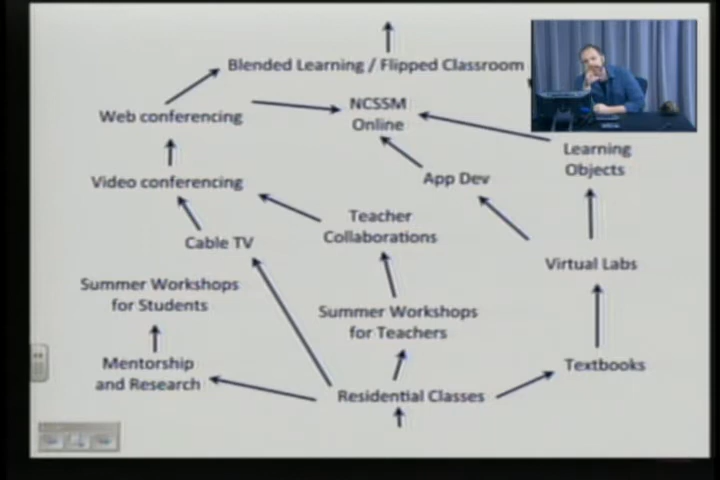 Blended Learning / Flipped Classroom
NCSSM
Online
Web conferencing
Learning
Objects
Video conferencing
App Dev
Teacher
Collaborations
Cable TV
Virtual Labs
Summer Workshops
for Students
Summer Workshops
for Teachers
Mentorship
and Research
Textbooks
Residential Classes